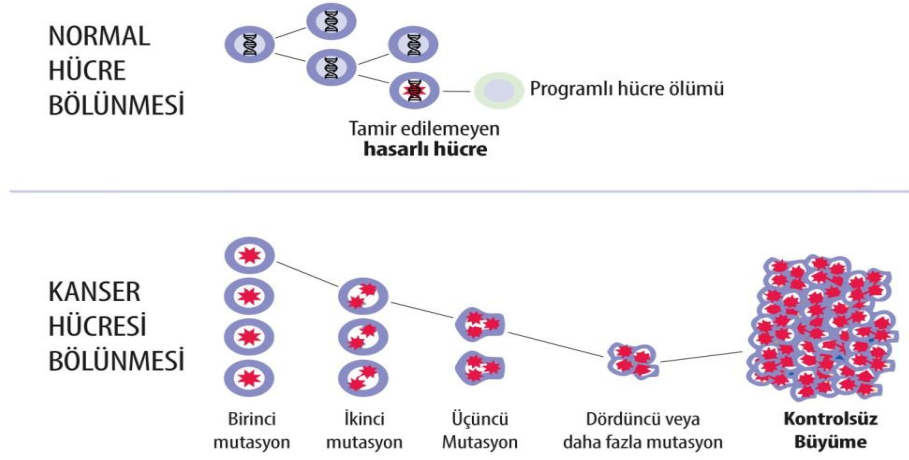 NORMAL
HÜCRE
BÖLÜNMESİ
Programlı hücre ölümü
Tamir edilemeyen
hasarlı hücre
KANSER
HÜCRESİ
BÖLÜNMESİ
Birinci
mutasyon
İkinci
mutasyon
Üçüncü
Mutasyon
Dördüncü veya
daha fazla mutasyon
Kontrolsüz
Büyüme